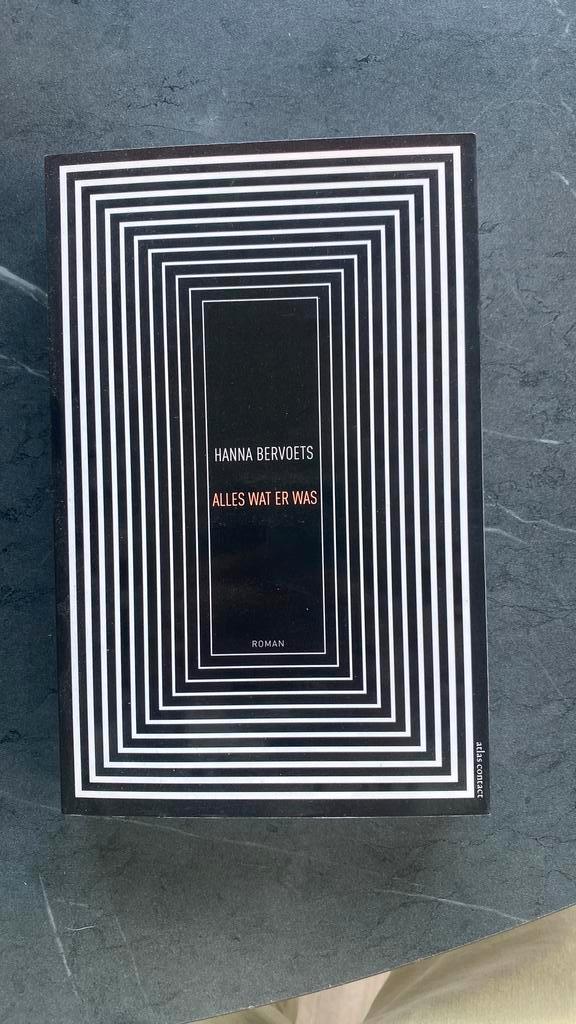 HANNA BERVOETS
ALLES WAT ER WAS
ROMAN
atlas contact